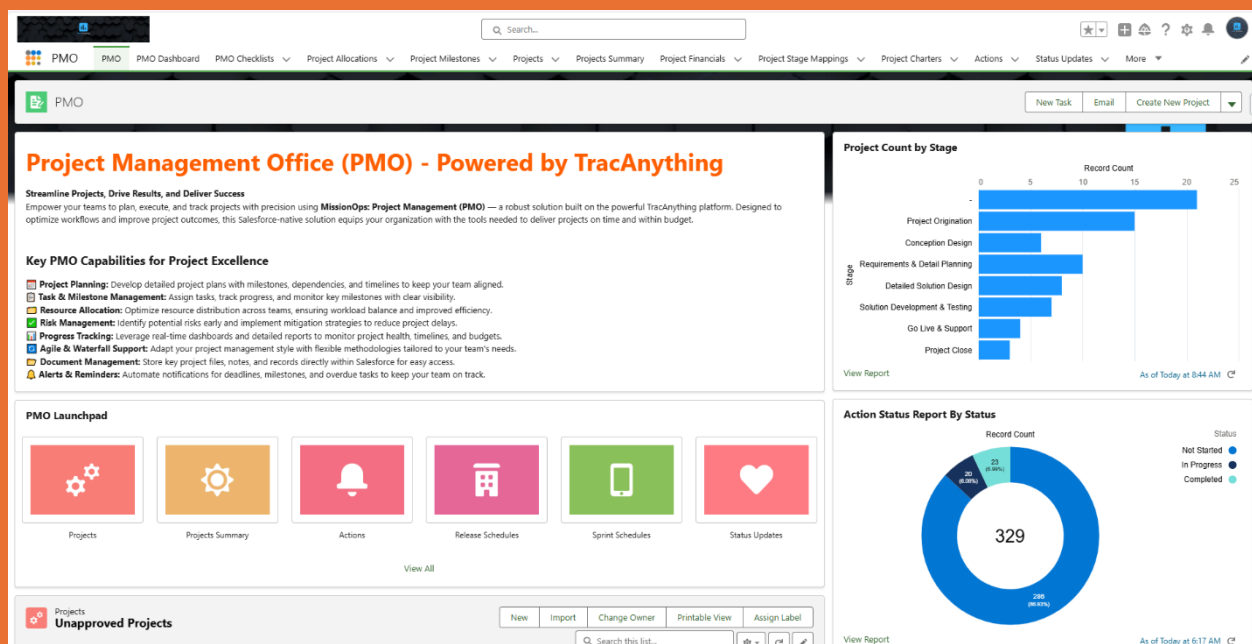 Search...
PMO
PMO
PMO Dashboard
PMO Checklists
Project Allocations
Project Milestones
Projects
Projects Summary
Project Financials
Project Stage Mappings
Project Charters
Actions
Status Updates
More
PMO
New Task
Email
Create New Project
Project Management Office (PMO) - Powered by TracAnything
Streamline Projects, Drive Results, and Deliver Success
Empower your teams to plan, execute, and track projects with precision using MissionOps: Project Management (PMO) — a robust solution built on the powerful TracAnything platform. Designed to
optimize workflows and improve project outcomes, this Salesforce-native solution equips your organization with the tools needed to deliver projects on time and within budget.
Key PMO Capabilities for Project Excellence
Project Planning: Develop detailed project plans with milestones, dependencies, and timelines to keep your team aligned.
Task & Milestone Management: Assign tasks, track progress, and monitor key milestones with clear visibility.
Resource Allocation: Optimize resource distribution across teams, ensuring workload balance and improved efficiency.
Risk Management: Identify potential risks early and implement mitigation strategies to reduce project delays.
Progress Tracking: Leverage real-time dashboards and detailed reports to monitor project health, timelines, and budgets.
Agile & Waterfall Support: Adapt your project management style with flexible methodologies tailored to your team's needs.
Document Management: Store key project files, notes, and records directly within Salesforce for easy access.
Alerts & Reminders: Automate notifications for deadlines, milestones, and overdue tasks to keep your team on track.
Project Count by Stage
Record Count
0 5 10 15 20 25
Stage
-
Project Origination
Conception Design
Requirements & Detail Planning
Detailed Solution Design
Solution Development & Testing
Go Live & Support
Project Close
View Report
As of Today at 8:44 AM
PMO Launchpad
Projects
Projects Summary
Actions
Release Schedules
Sprint Schedules
Status Updates
View All
Action Status Report By Status
Record Count
Status
Not Started
In Progress
Completed
23
20
329
286
View Report
As of Today at 6:17 AM
Projects
Unapproved Projects
New
Import
Change Owner
Printable View
Assign Label
Search this list...